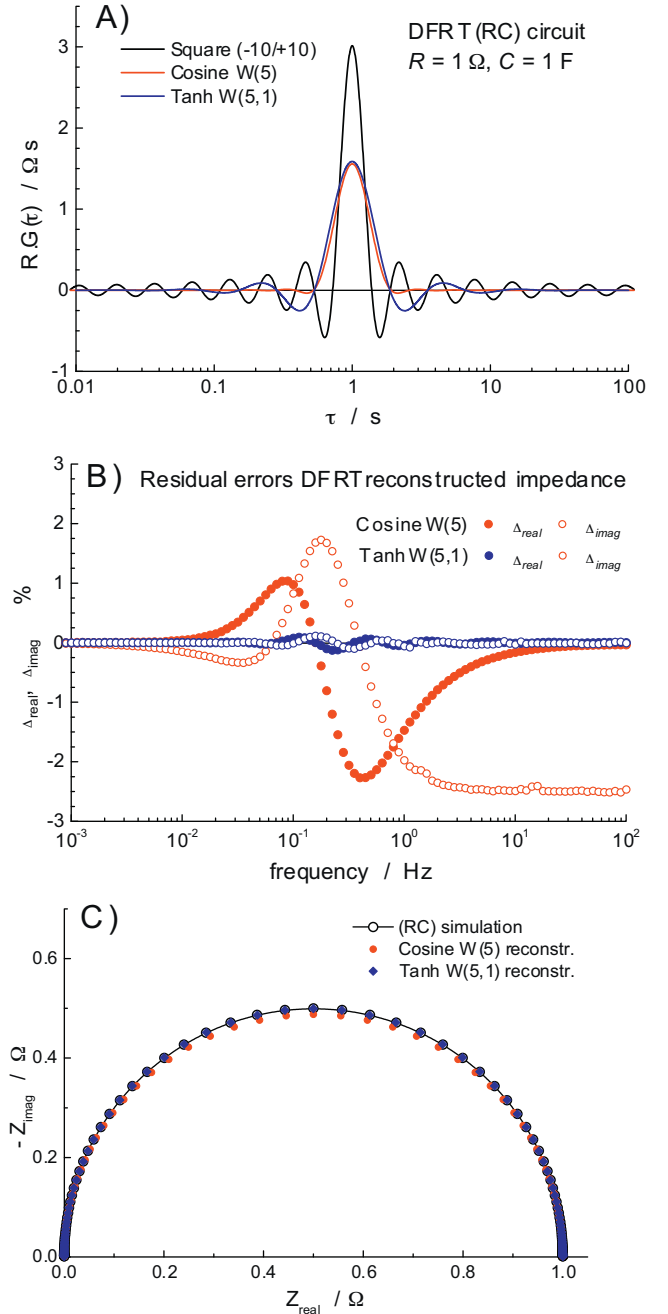 A)
DFRT (RC) circuit
R = 1 Ω, C = 1 F
Square (-10/+10)
Cosine W(5)
Tanh W(5,1)
R.G(τ) / Ω s
3
2
1
0
-1
0.01
0.1
1
10
100
τ / s
B) Residual errors DFRT reconstructed impedance
Cosine W(5) Δreal Δimag
Tanh W(5,1) Δreal Δimag
Δreal, Δimag %
3
2
1
0
-1
-2
-3
10⁻³
10⁻²
10⁻¹
10⁰
10¹
10²
frequency / Hz
C)
(RC) simulation
Cosine W(5) reconstr.
Tanh W(5,1) reconstr.
- Zimag / Ω
0.6
0.4
0.2
0.0
0.0
0.2
0.4
0.6
0.8
1.0
Zreal / Ω